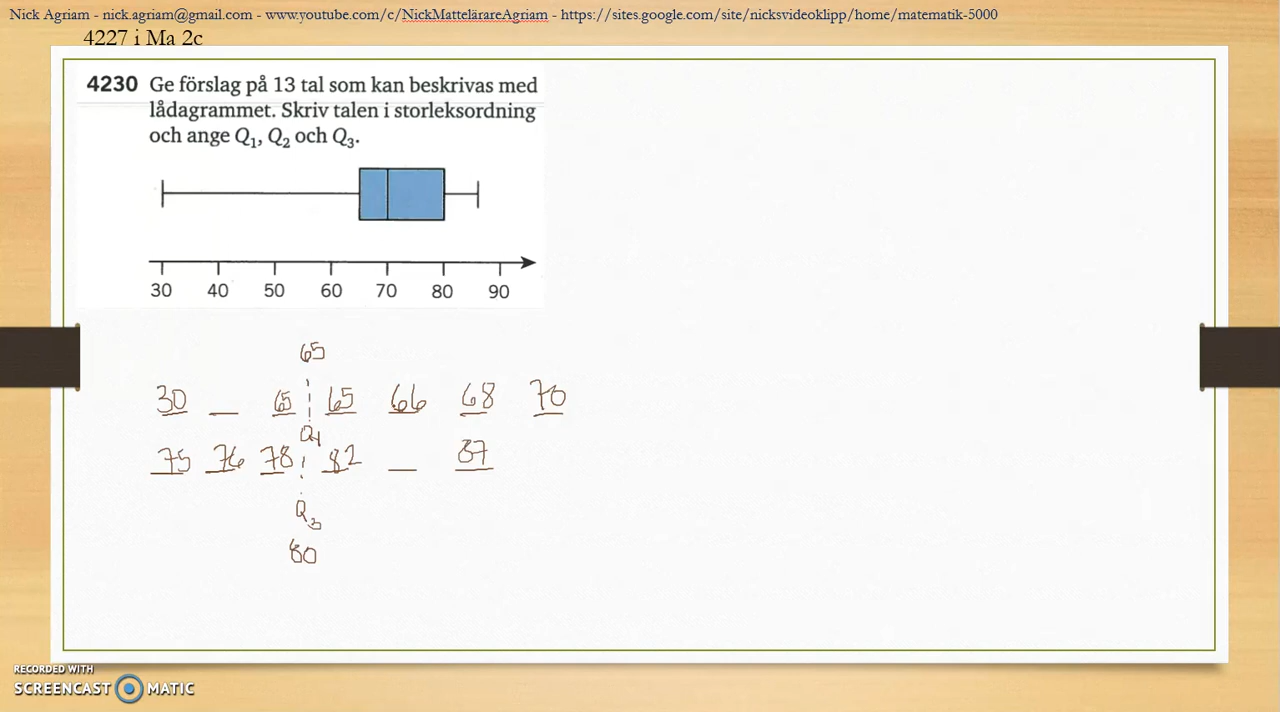 Nick Agriam - nick.agriam@gmail.com - www.youtube.com/c/NickMattelärareAgriam - https://sites.google.com/site/nicksvideoklipp/home/matematik-5000
4227 i Ma 2c
4230 Ge förslag på 13 tal som kan beskrivas med
lådagrammet. Skriv talen i storleksordning
och ange Q1, Q2 och Q3.
30 40 50 60 70 80 90
65
30 _ 65 65 66 68 70
Q1
75 76 78 82 _ 87
Q3
80
RECORDED WITH
SCREENCAST MATIC